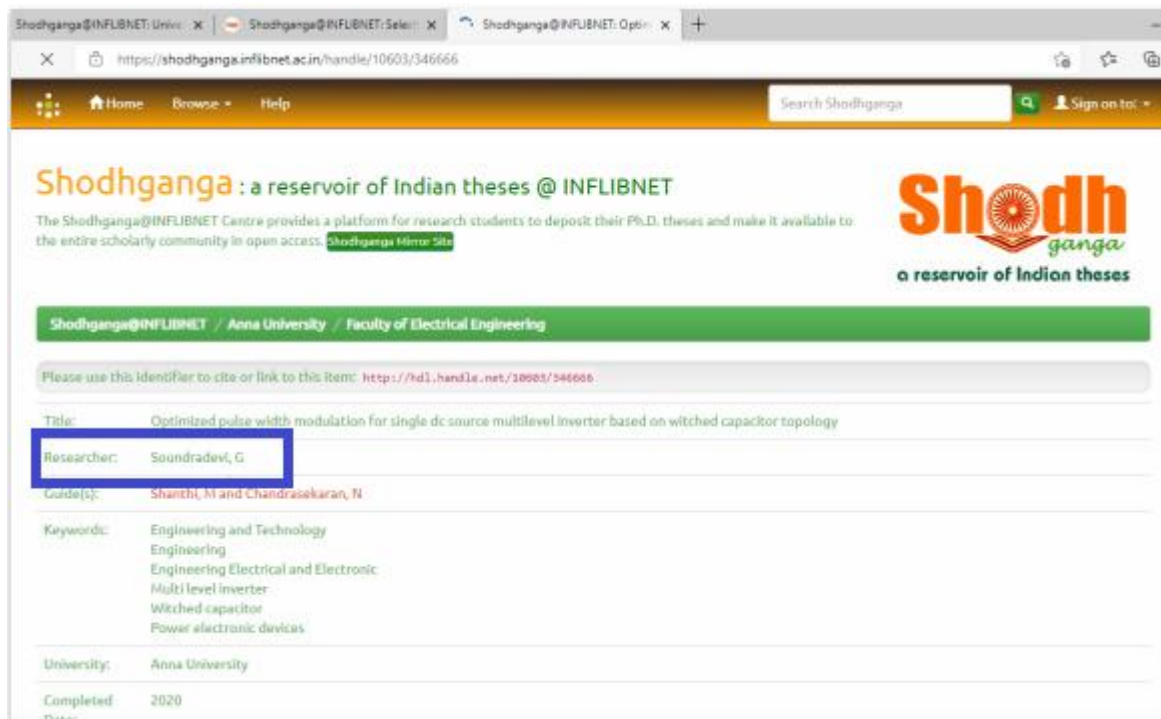 Shodhganga@INFLIBNET: Unive
Shodhganga@INFLIBNET: Select
Shodhganga@INFLIBNET: Optim
https://shodhganga.inflibnet.ac.in/handle/10603/346666
Home Browse Help
Search Shodhganga
Sign on to:
Shodhganga : a reservoir of Indian theses @ INFLIBNET
The Shodhganga@INFLIBNET Centre provides a platform for research students to deposit their Ph.D. theses and make it available to
the entire scholarly community in open access. Shodhganga Mirror Site
Shodh
ganga
a reservoir of Indian theses
Shodhganga@INFLIBNET / Anna University / Faculty of Electrical Engineering
Please use this identifier to cite or link to this item: http://hdl.handle.net/10603/346666
Title: Optimized pulse width modulation for single dc source multilevel inverter based on witched capacitor topology
Researcher: Soundradevi, G
Guide(s): Shanthi, M and Chandrasekaran, N
Keywords: Engineering and Technology
Engineering
Engineering Electrical and Electronic
Multi level inverter
Witched capacitor
Power electronic devices
University: Anna University
Completed 2020
Date: